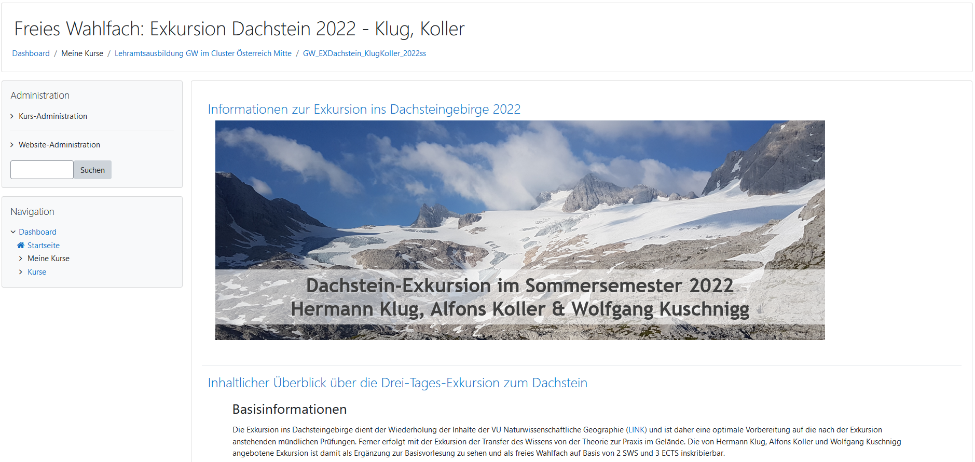 Freies Wahlfach: Exkursion Dachstein 2022 - Klug, Koller
Dashboard / Meine Kurse / Lehramtsausbildung GW im Cluster Österreich Mitte / GW_EXDachstein_KlugKoller_2022ss
Administration
Kurs-Administration
Website-Administration
Suchen
Navigation
Dashboard
Startseite
Meine Kurse
Kurse
Informationen zur Exkursion ins Dachsteingebirge 2022
Dachstein-Exkursion im Sommersemester 2022
Hermann Klug, Alfons Koller & Wolfgang Kuschnigg
Inhaltlicher Überblick über die Drei-Tages-Exkursion zum Dachstein
Basisinformationen
Die Exkursion ins Dachsteingebirge dient der Wiederholung der Inhalte der VU Naturwissenschaftliche Geographie (LINK) und ist daher eine optimale Vorbereitung auf die nach der Exkursion
anstehenden mündlichen Prüfungen. Ferner erfolgt mit der Exkursion der Transfer des Wissens von der Theorie zur Praxis im Gelände. Die von Hermann Klug, Alfons Koller und Wolfgang Kuschnigg
angebotene Exkursion ist damit als Ergänzung zur Basisvorlesung zu sehen und als freies Wahlfach auf Basis von 2 SWS und 3 ECTS inskribierbar.